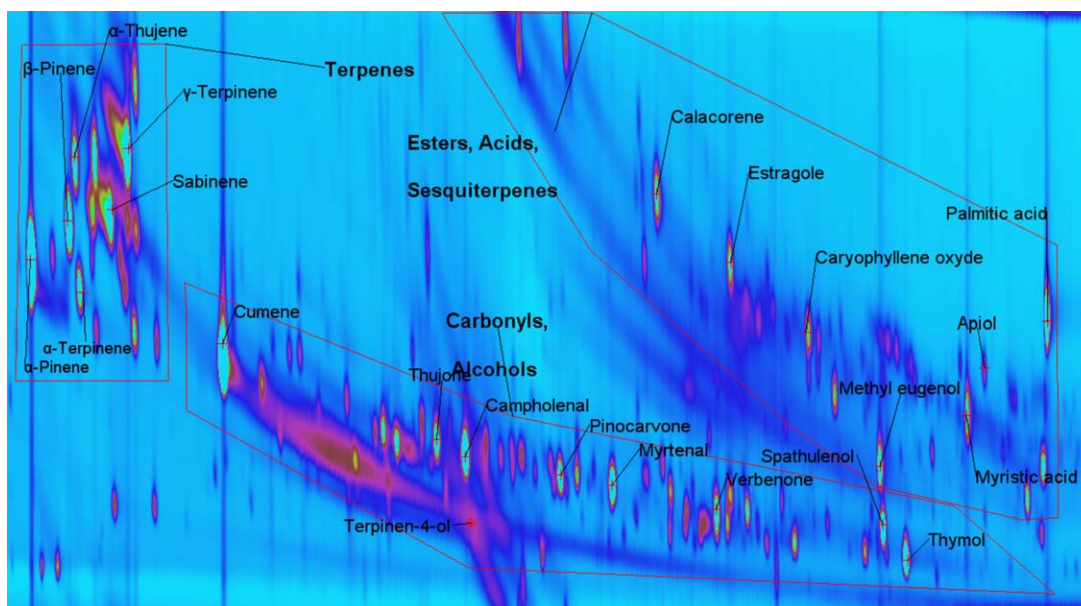 α-Thujene
β-Pinene
Terpenes
γ-Terpinene
Sabinene
Esters, Acids,
Sesquiterpenes
Calacorene
Estragole
Palmitic acid
Caryophyllene oxyde
Cumene
Carbonyls,
Alcohols
Apiol
α-Terpinene
α-Pinene
Thujone
Methyl eugenol
Campholenal
Pinocarvone
Myrtenal
Spathulenol
Verbenone
Myristic acid
Terpinen-4-ol
Thymol